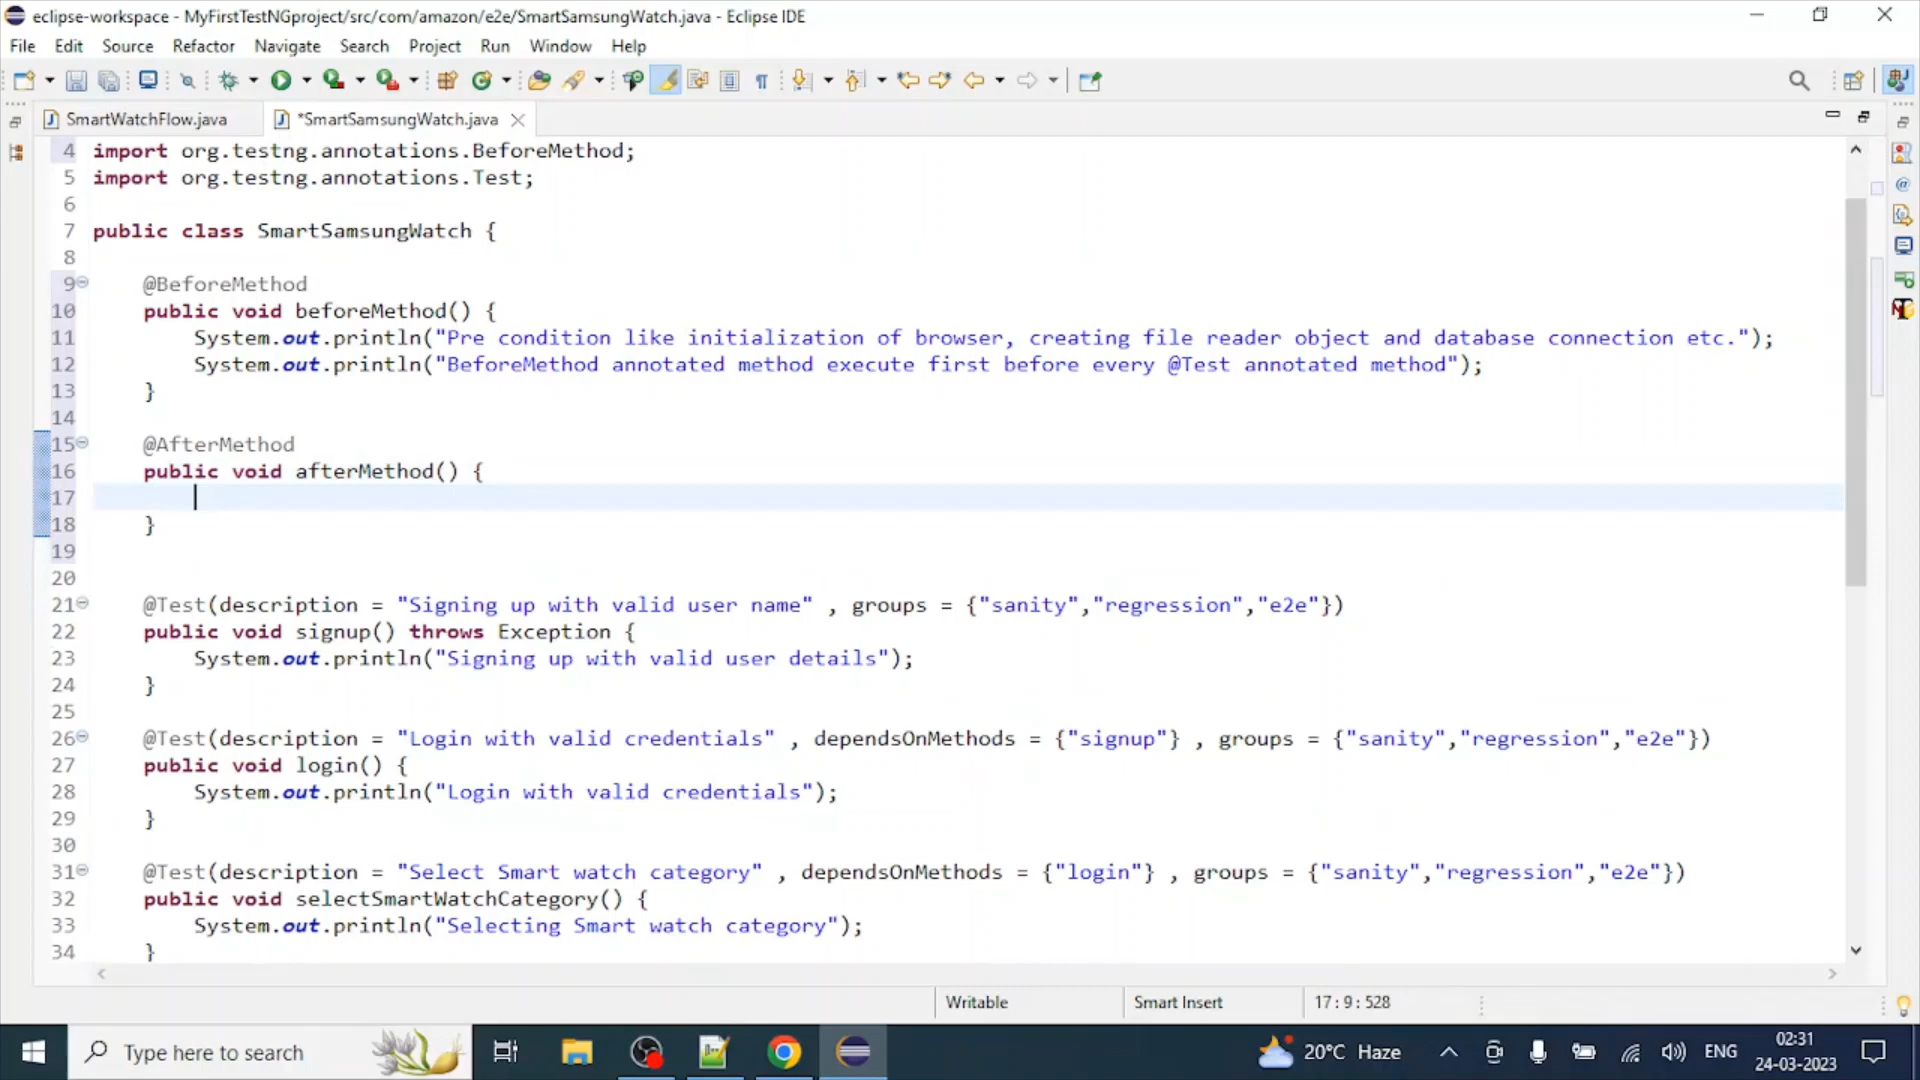 eclipse-workspace - MyFirstTestNGproject/src/com/amazon/e2e/SmartSamsungWatch.java - Eclipse IDE
File Edit Source Refactor Navigate Search Project Run Window Help
SmartWatchFlow.java *SmartSamsungWatch.java
4 import org.testng.annotations.BeforeMethod;
5 import org.testng.annotations.Test;
6
7 public class SmartSamsungWatch {
8
9 @BeforeMethod
10 public void beforeMethod() {
11 System.out.println("Pre condition like initialization of browser, creating file reader object and database connection etc.");
12 System.out.println("BeforeMethod annotated method execute first before every @Test annotated method");
13 }
14
15 @AfterMethod
16 public void afterMethod() {
17
18 }
19
20
21 @Test(description = "Signing up with valid user name" , groups = {"sanity","regression","e2e"})
22 public void signup() throws Exception {
23 System.out.println("Signing up with valid user details");
24 }
25
26 @Test(description = "Login with valid credentials" , dependsOnMethods = {"signup"} , groups = {"sanity","regression","e2e"})
27 public void login() {
28 System.out.println("Login with valid credentials");
29 }
30
31 @Test(description = "Select Smart watch category" , dependsOnMethods = {"login"} , groups = {"sanity","regression","e2e"})
32 public void selectSmartWatchCategory() {
33 System.out.println("Selecting Smart watch category");
34 }
Writable Smart Insert 17 : 9 : 528
Type here to search 20°C Haze ENG 02:31
24-03-2023